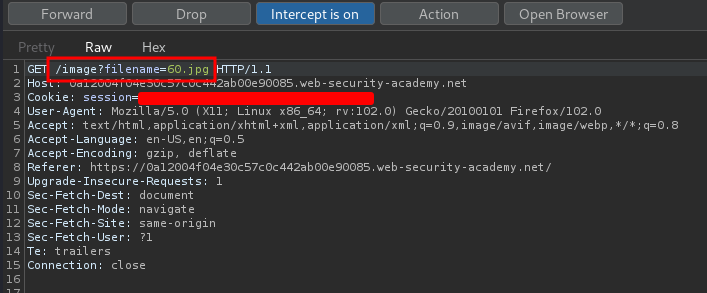 Forward Drop Intercept is on Action Open Browser
Pretty Raw Hex
1 GET /image?filename=60.jpg HTTP/1.1
2 Host: 0a12004f04e30c57c0c442ab00e90085.web-security-academy.net
3 Cookie: session=
4 User-Agent: Mozilla/5.0 (X11; Linux x86_64; rv:102.0) Gecko/20100101 Firefox/102.0
5 Accept: text/html,application/xhtml+xml,application/xml;q=0.9,image/avif,image/webp,*/*;q=0.8
6 Accept-Language: en-US,en;q=0.5
7 Accept-Encoding: gzip, deflate
8 Referer: https://0a12004f04e30c57c0c442ab00e90085.web-security-academy.net/
9 Upgrade-Insecure-Requests: 1
10 Sec-Fetch-Dest: document
11 Sec-Fetch-Mode: navigate
12 Sec-Fetch-Site: same-origin
13 Sec-Fetch-User: ?1
14 Te: trailers
15 Connection: close
16
17